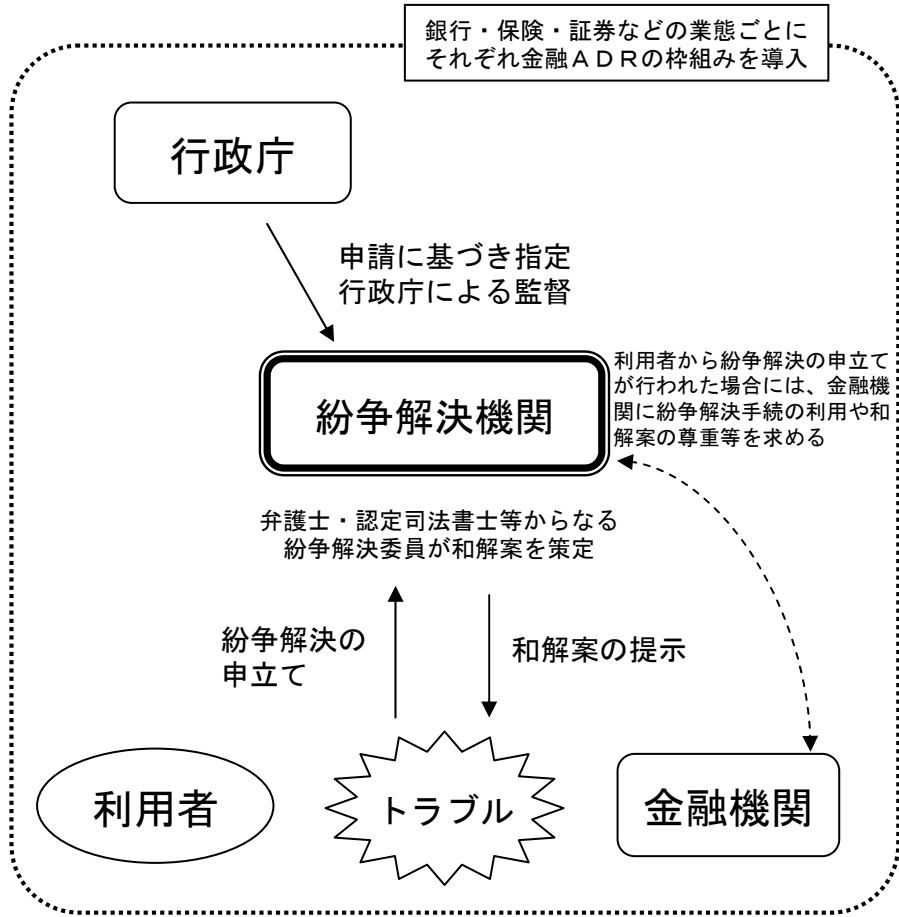 銀行・保険・証券などの業態ごとに
それぞれ金融ＡＤＲの枠組みを導入
行政庁
申請に基づき指定
行政庁による監督
紛争解決機関
利用者から紛争解決の申立て
が行われた場合には、金融機
関に紛争解決手続の利用や和
解案の尊重等を求める
弁護士・認定司法書士等からなる
紛争解決委員が和解案を策定
紛争解決の
申立て
和解案の提示
利用者
トラブル
金融機関